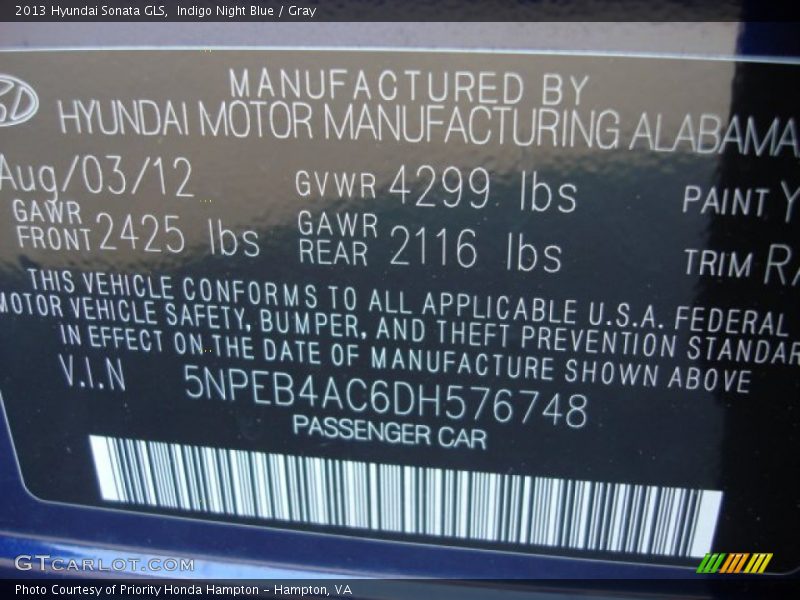 2013 Hyundai Sonata GLS, Indigo Night Blue / Gray
MANUFACTURED BY
HYUNDAI MOTOR MANUFACTURING ALABAMA
Aug/03/12 GVWR 4299 lbs PAINT Y
GAWR FRONT 2425 lbs GAWR REAR 2116 lbs TRIM RA
THIS VEHICLE CONFORMS TO ALL APPLICABLE U.S.A. FEDERAL
MOTOR VEHICLE SAFETY, BUMPER, AND THEFT PREVENTION STANDAR
IN EFFECT ON THE DATE OF MANUFACTURE SHOWN ABOVE
V.I.N 5NPEB4AC6DH576748
PASSENGER CAR
GTCARLOT.COM
Photo Courtesy of Priority Honda Hampton - Hampton, VA